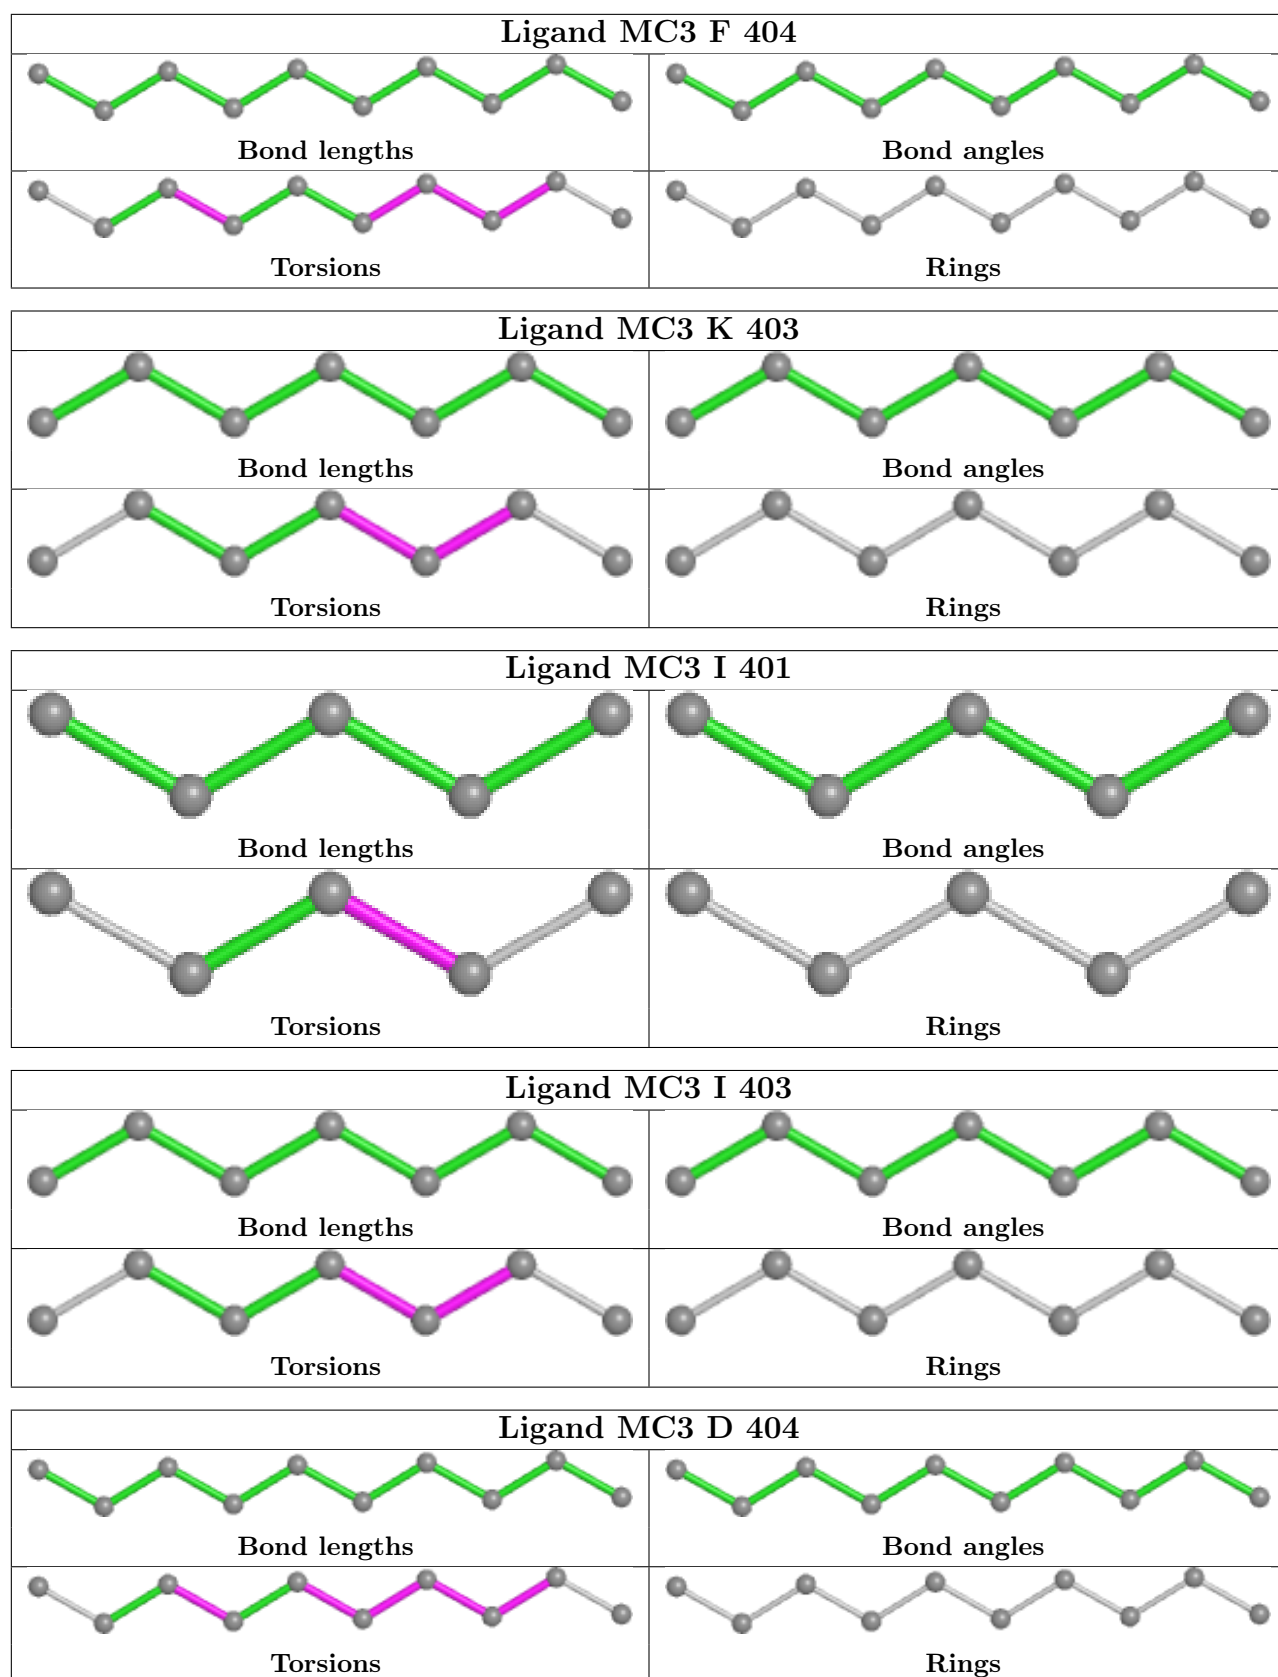 Ligand MC3 F 404
Bond lengths
Bond angles
Torsions
Rings
Ligand MC3 K 403
Bond lengths
Bond angles
Torsions
Rings
Ligand MC3 I 401
Bond lengths
Bond angles
Torsions
Rings
Ligand MC3 I 403
Bond lengths
Bond angles
Torsions
Rings
Ligand MC3 D 404
Bond lengths
Bond angles
Torsions
Rings